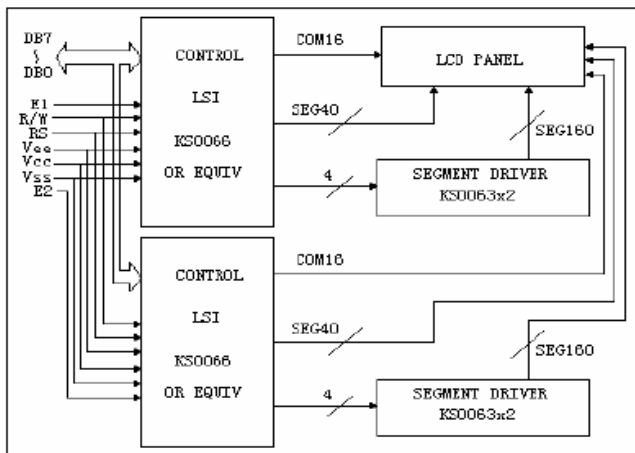 DB7
~
DB0
E1
R/W
RS
Vee
Vcc
Vss
E2
CONTROL
LSI
KS0066
OR EQUIV
COM16
SEG40
4
LCD PANEL
SEG160
SEGMENT DRIVER
KS0063x2
CONTROL
LSI
KS0066
OR EQUIV
COM16
SEG40
4
SEG160
SEGMENT DRIVER
KS0063x2